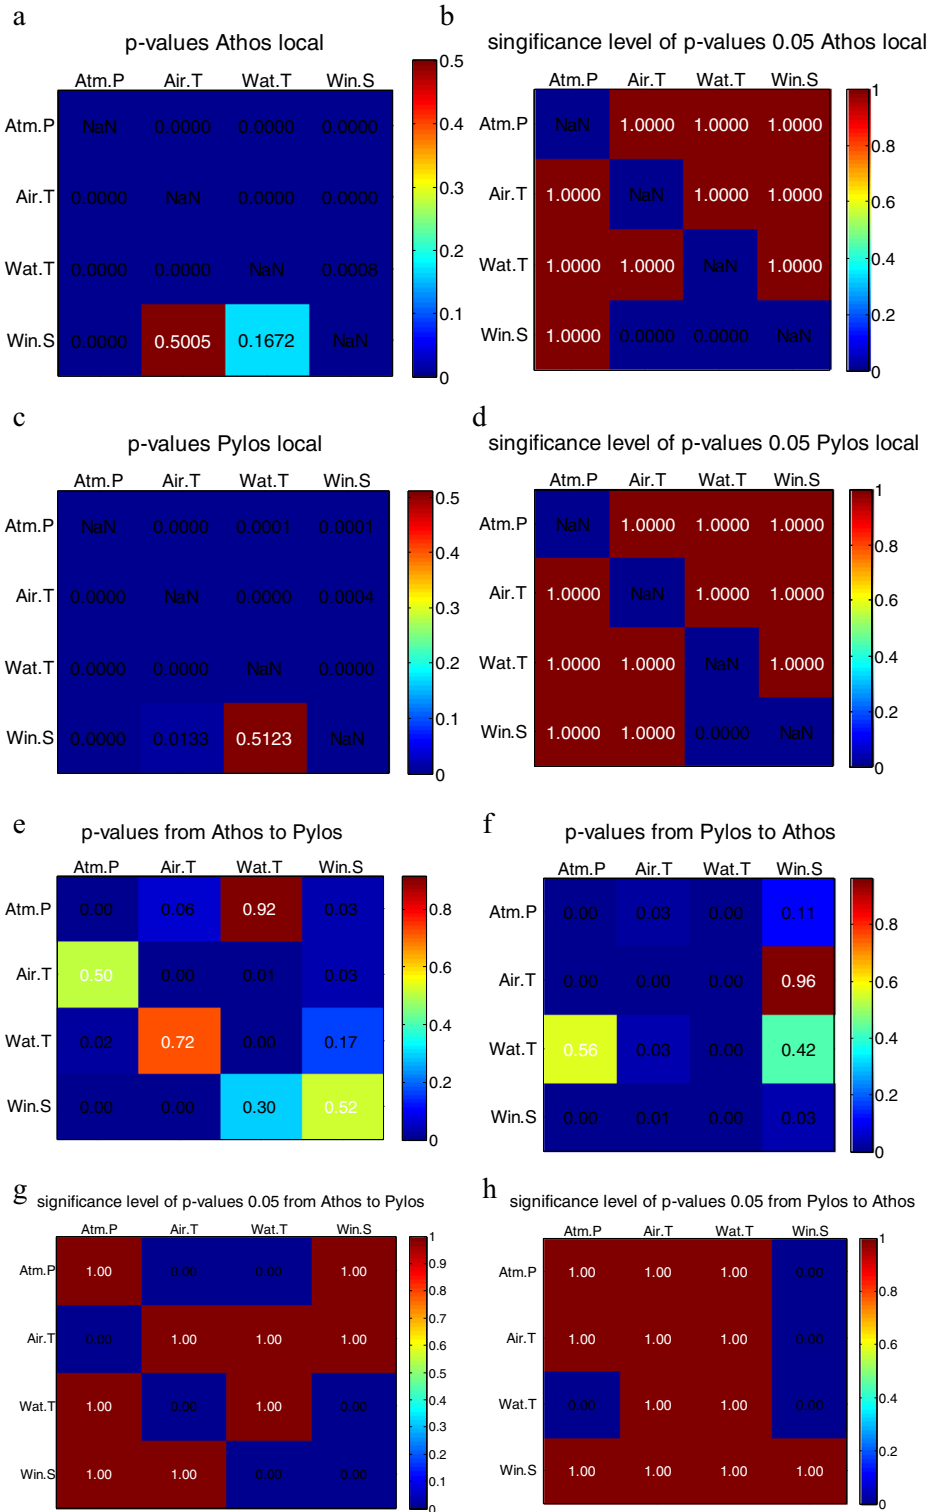 a
p-values Athos local
Atm.P Air.T Wat.T Win.S
Atm.P NaN 0.0000 0.0000 0.0000
Air.T 0.0000 NaN 0.0000 0.0000
Wat.T 0.0000 0.0000 NaN 0.0008
Win.S 0.0000 0.5005 0.1672 NaN
0.5
0.4
0.3
0.2
0.1
0
b
singificance level of p-values 0.05 Athos local
Atm.P Air.T Wat.T Win.S
Atm.P NaN 1.0000 1.0000 1.0000
Air.T 1.0000 NaN 1.0000 1.0000
Wat.T 1.0000 1.0000 NaN 1.0000
Win.S 1.0000 0.0000 0.0000 NaN
1
0.8
0.6
0.4
0.2
0
c
p-values Pylos local
Atm.P Air.T Wat.T Win.S
Atm.P NaN 0.0000 0.0001 0.0001
Air.T 0.0000 NaN 0.0000 0.0004
Wat.T 0.0000 0.0000 NaN 0.0000
Win.S 0.0000 0.0133 0.5123 NaN
0.5
0.4
0.3
0.2
0.1
0
d
singificance level of p-values 0.05 Pylos local
Atm.P Air.T Wat.T Win.S
Atm.P NaN 1.0000 1.0000 1.0000
Air.T 1.0000 NaN 1.0000 1.0000
Wat.T 1.0000 1.0000 NaN 1.0000
Win.S 1.0000 1.0000 0.0000 NaN
1
0.8
0.6
0.4
0.2
0
e
p-values from Athos to Pylos
Atm.P Air.T Wat.T Win.S
Atm.P 0.00 0.06 0.92 0.03
Air.T 0.50 0.00 0.01 0.03
Wat.T 0.02 0.72 0.00 0.17
Win.S 0.00 0.00 0.30 0.52
0.8
0.6
0.4
0.2
0
f
p-values from Pylos to Athos
Atm.P Air.T Wat.T Win.S
Atm.P 0.00 0.03 0.00 0.11
Air.T 0.00 0.00 0.00 0.96
Wat.T 0.56 0.03 0.00 0.42
Win.S 0.00 0.01 0.00 0.03
0.8
0.6
0.4
0.2
0
g
significance level of p-values 0.05 from Athos to Pylos
Atm.P Air.T Wat.T Win.S
Atm.P 1.00 0.00 0.00 1.00
Air.T 0.00 1.00 1.00 1.00
Wat.T 1.00 0.00 1.00 0.00
Win.S 1.00 1.00 0.00 0.00
1
0.9
0.8
0.7
0.6
0.5
0.4
0.3
0.2
0.1
0
h
significance level of p-values 0.05 from Pylos to Athos
Atm.P Air.T Wat.T Win.S
Atm.P 1.00 1.00 1.00 0.00
Air.T 1.00 1.00 1.00 0.00
Wat.T 0.00 1.00 1.00 0.00
Win.S 1.00 1.00 1.00 1.00
1
0.8
0.6
0.4
0.2
0